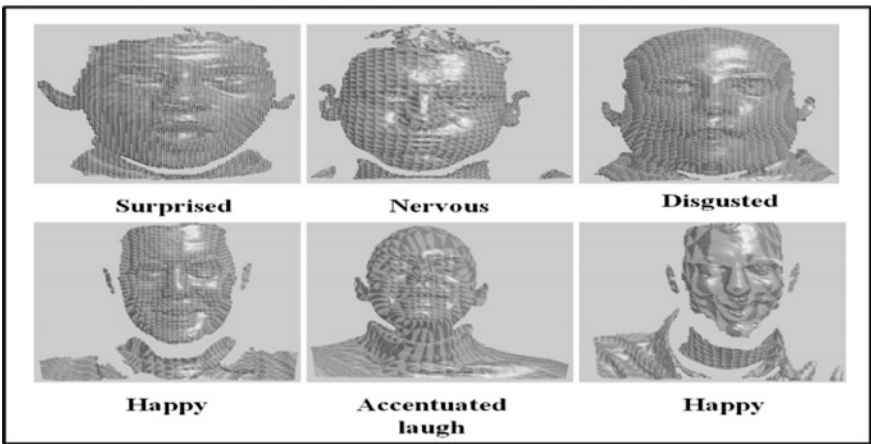 Surprised
Nervous
Disgusted
Happy
Accentuated
laugh
Happy